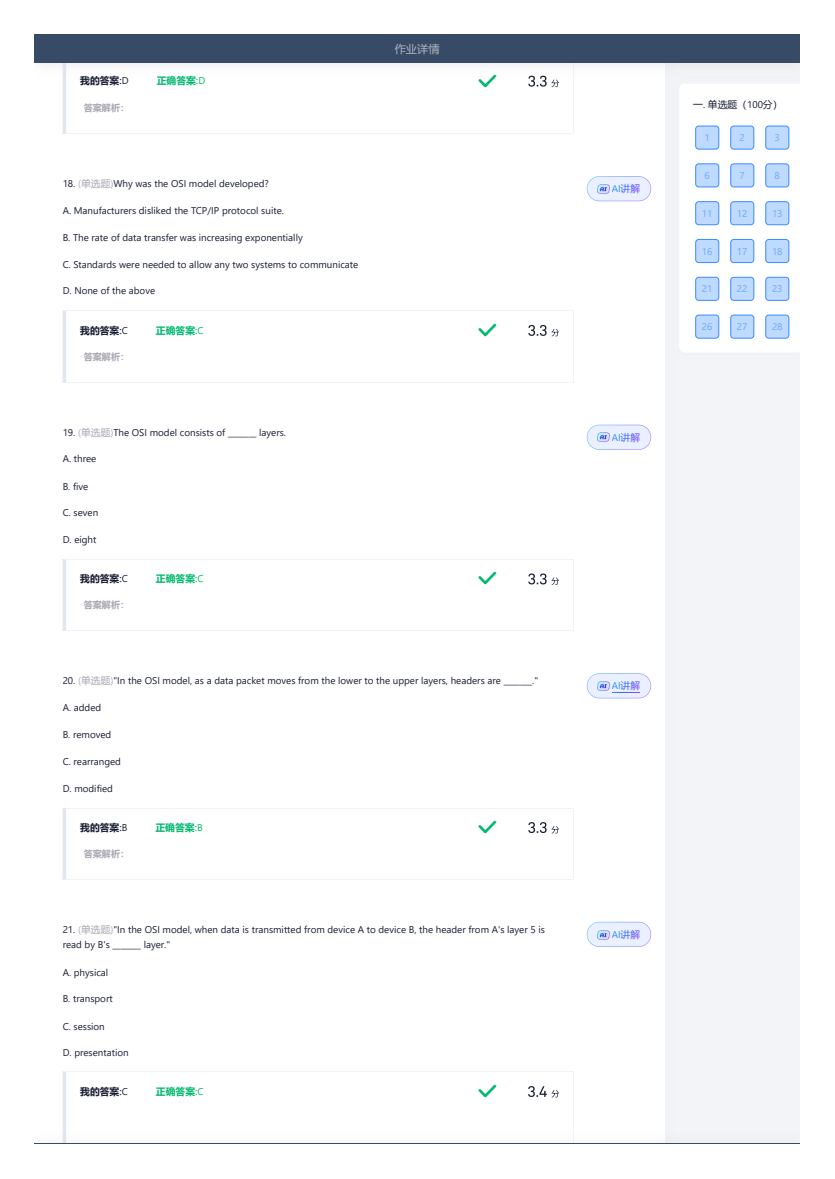 作业详情
我的答案:D 正确答案:D 3.3 分
答案解析:
一. 单选题（100分）
1 2 3
6 7 8
11 12 13
16 17 18
21 22 23
26 27 28
18. (单选题)Why was the OSI model developed?
AI AI讲解
A. Manufacturers disliked the TCP/IP protocol suite.
B. The rate of data transfer was increasing exponentially
C. Standards were needed to allow any two systems to communicate
D. None of the above
我的答案:C 正确答案:C 3.3 分
答案解析:
19. (单选题)The OSI model consists of ______ layers.
AI AI讲解
A. three
B. five
C. seven
D. eight
我的答案:C 正确答案:C 3.3 分
答案解析:
20. (单选题)"In the OSI model, as a data packet moves from the lower to the upper layers, headers are ______."
AI AI讲解
A. added
B. removed
C. rearranged
D. modified
我的答案:B 正确答案:B 3.3 分
答案解析:
21. (单选题)"In the OSI model, when data is transmitted from device A to device B, the header from A's layer 5 is
read by B's ______ layer."
AI AI讲解
A. physical
B. transport
C. session
D. presentation
我的答案:C 正确答案:C 3.4 分